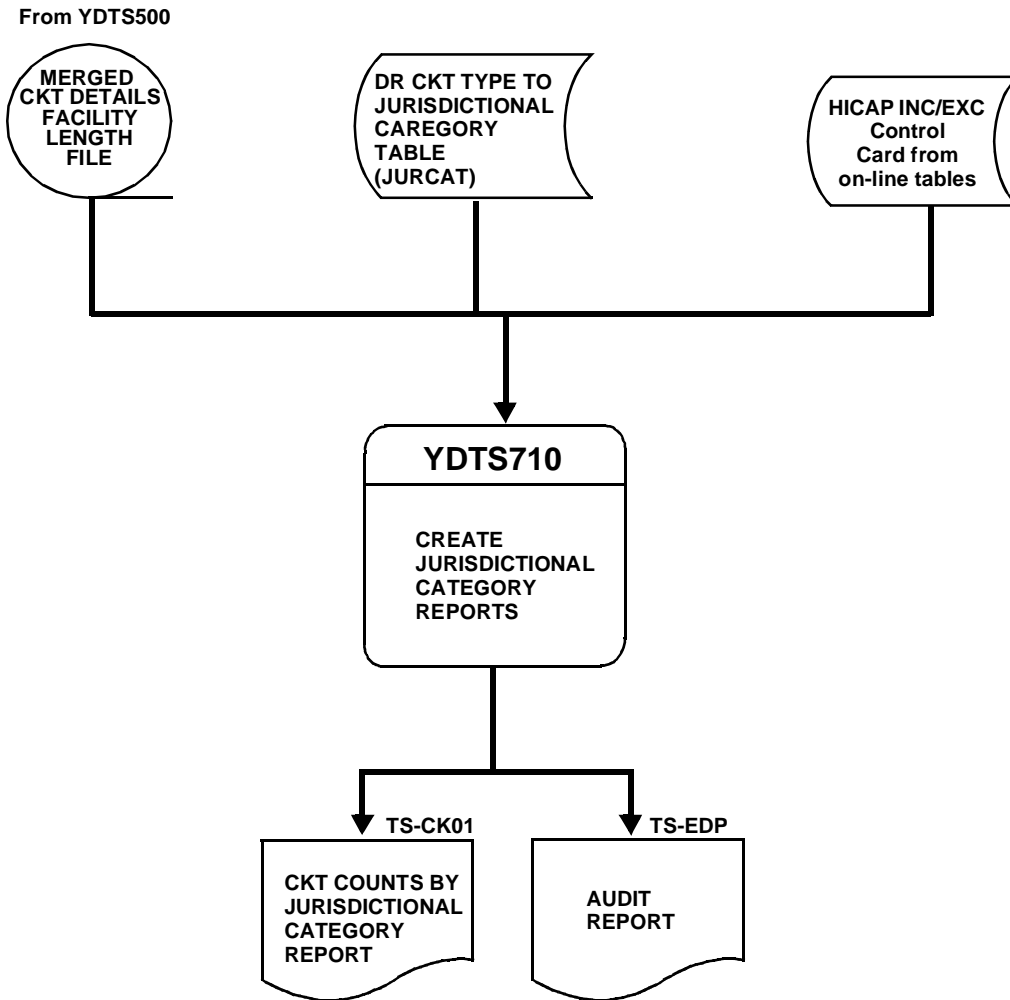 From YDTS500
MERGED
CKT DETAILS
FACILITY
LENGTH
FILE
DR CKT TYPE TO
JURISDICTIONAL
CAREGORY
TABLE
(JURCAT)
HICAP INC/EXC
Control
Card from
on-line tables
YDTS710
CREATE
JURISDICTIONAL
CATEGORY
REPORTS
TS-CK01
CKT COUNTS BY
JURISDICTIONAL
CATEGORY
REPORT
TS-EDP
AUDIT
REPORT